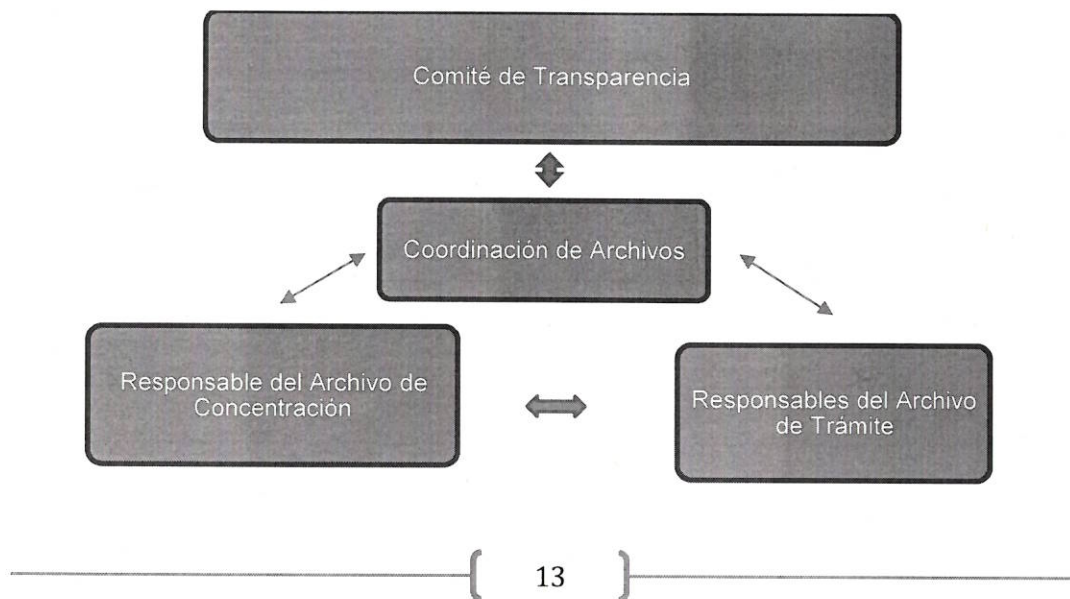 Comité de Transparencia
Coordinación de Archivos
Responsable del Archivo de
Concentración
Responsables del Archivo
de Trámite
13